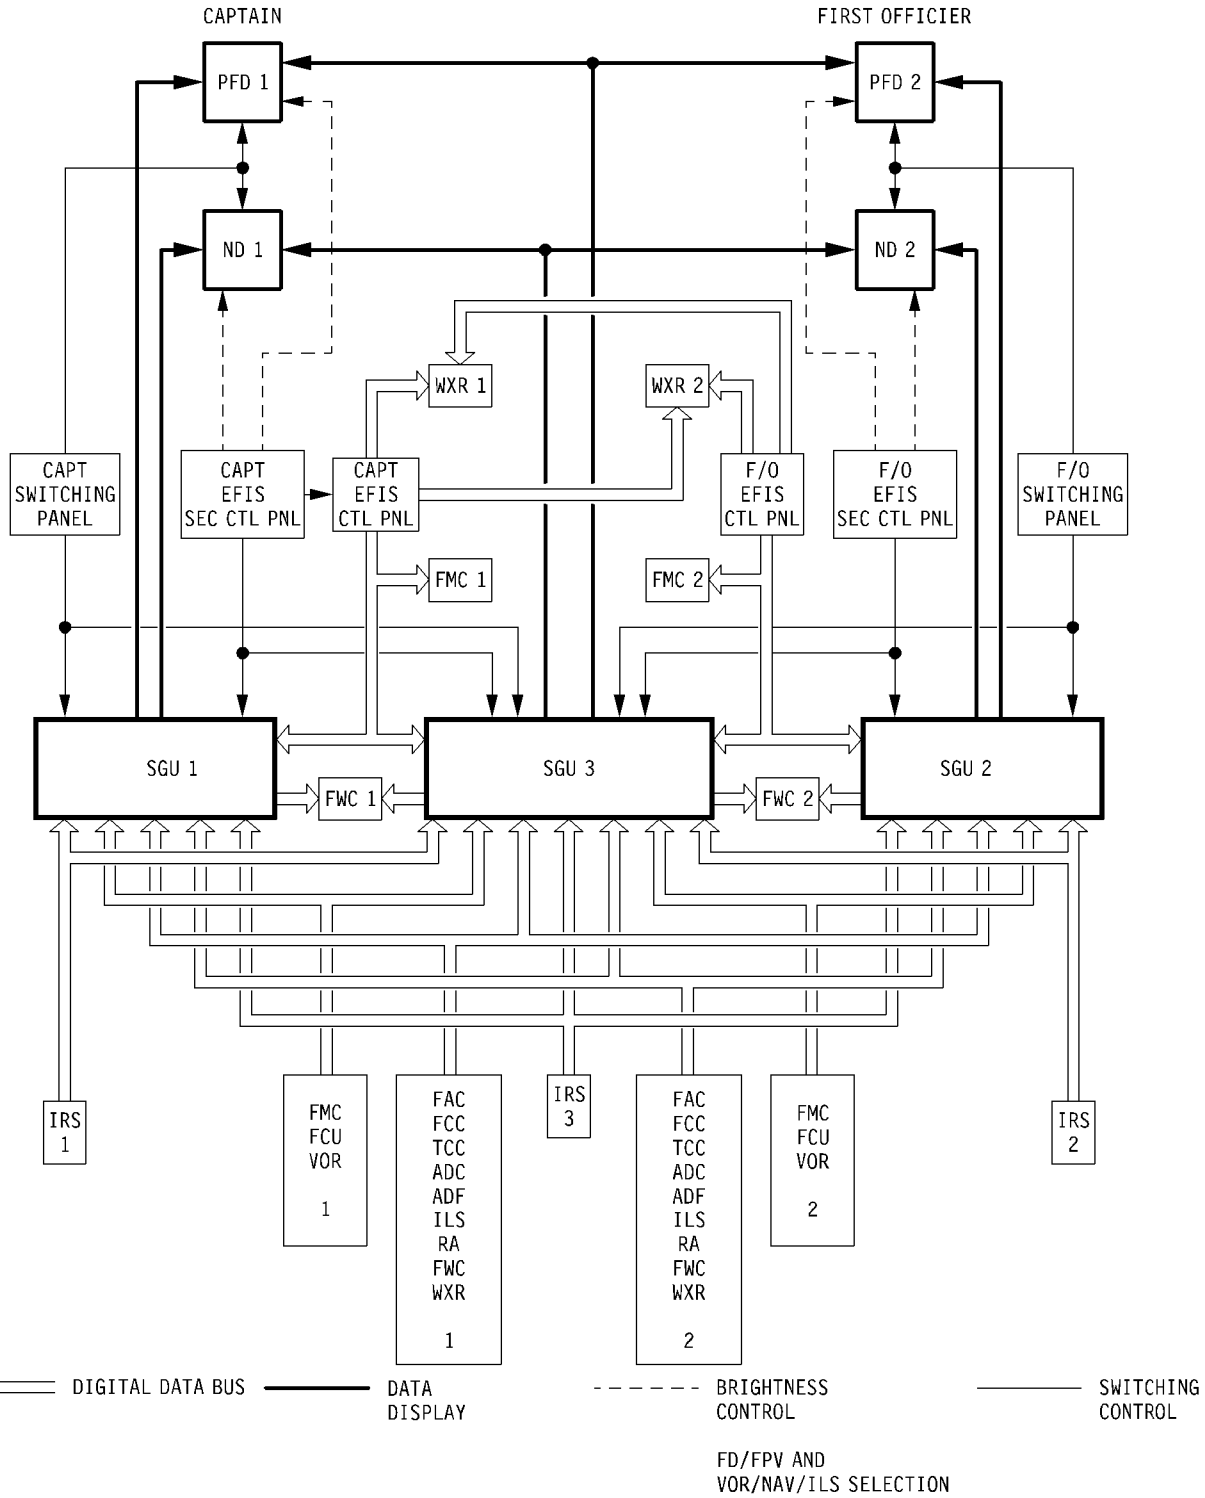 CAPTAIN
FIRST OFFICIER
PFD 1
PFD 2
ND 1
ND 2
WXR 1
WXR 2
CAPT
SWITCHING
PANEL
CAPT
EFIS
SEC CTL PNL
CAPT
EFIS
CTL PNL
F/O
EFIS
CTL PNL
F/O
EFIS
SEC CTL PNL
F/O
SWITCHING
PANEL
FMC 1
FMC 2
SGU 1
SGU 3
SGU 2
FWC 1
FWC 2
IRS
1
FMC
FCU
VOR
1
FAC
FCC
TCC
ADC
ADF
ILS
RA
FWC
WXR
1
IRS
3
FAC
FCC
TCC
ADC
ADF
ILS
RA
FWC
WXR
2
FMC
FCU
VOR
2
IRS
2
DIGITAL DATA BUS
DATA
DISPLAY
BRIGHTNESS
CONTROL
SWITCHING
CONTROL
FD/FPV AND
VOR/NAV/ILS SELECTION